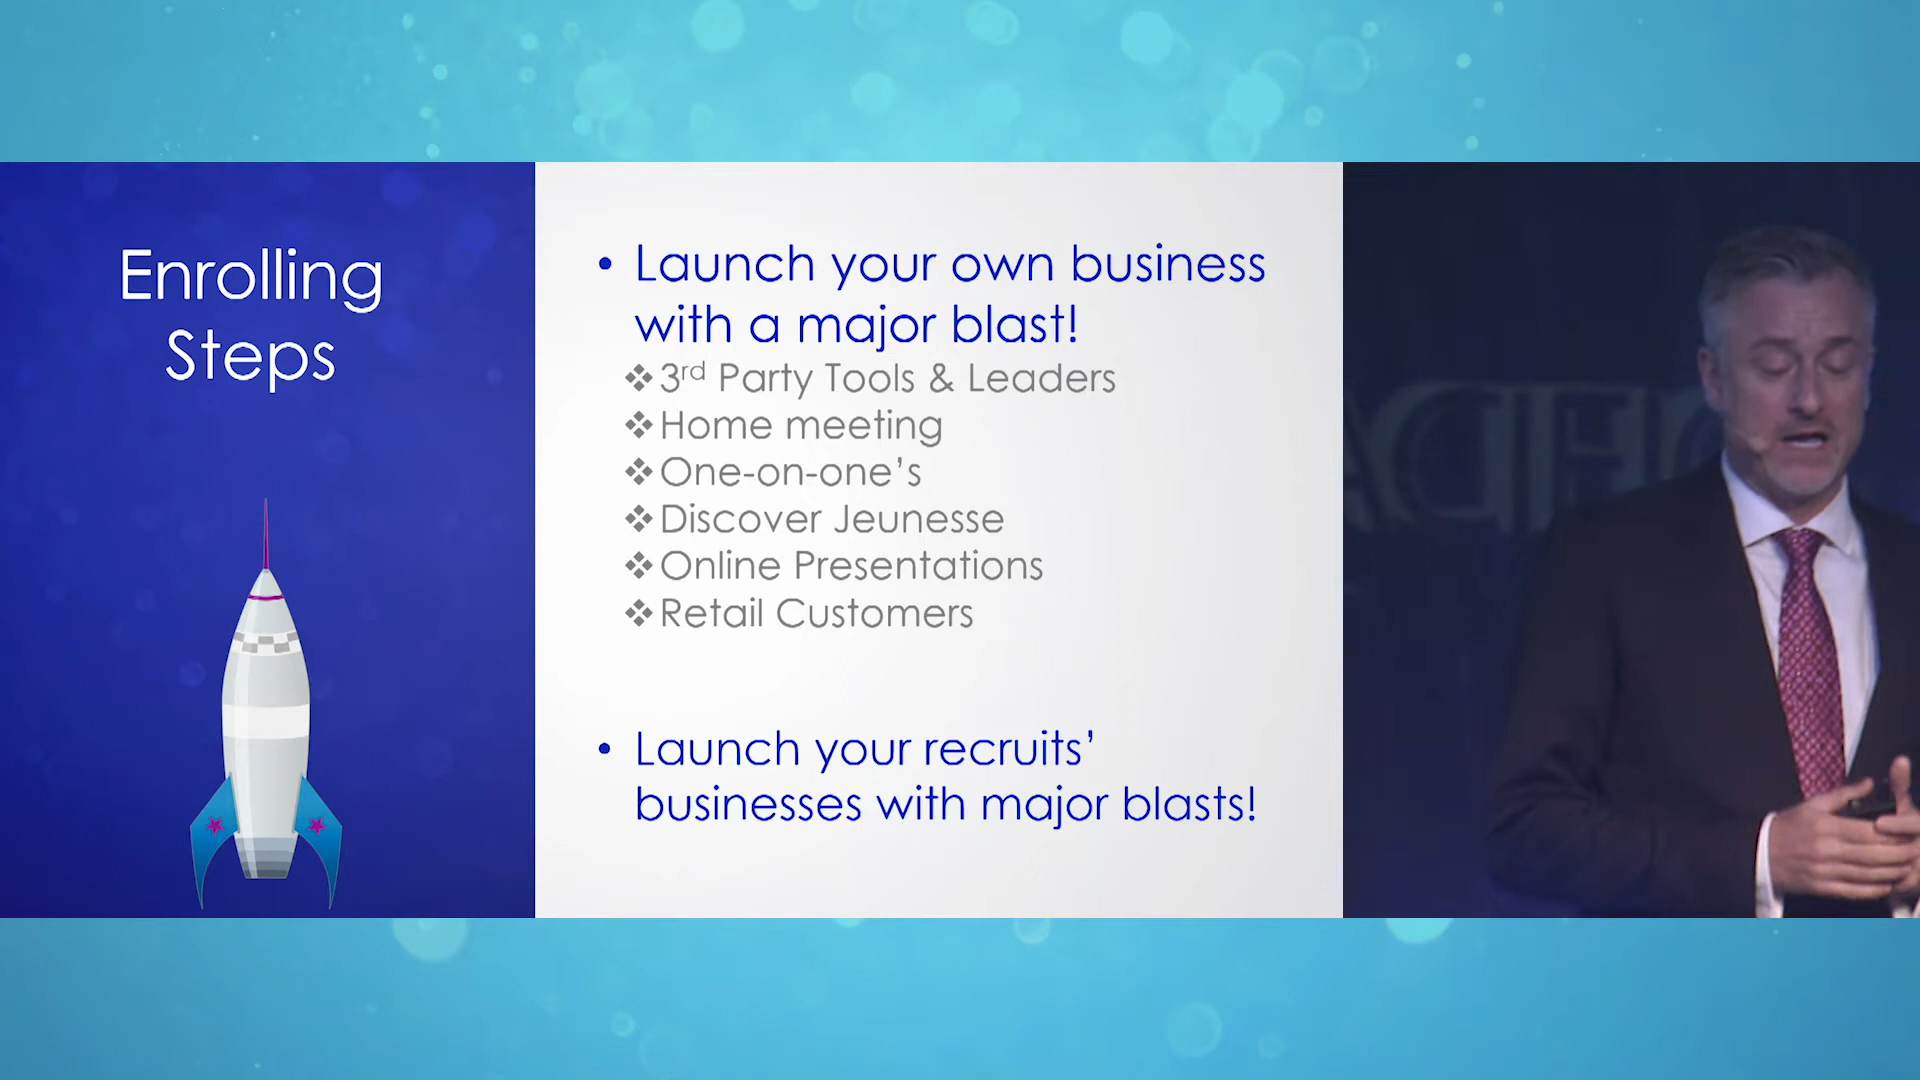 Enrolling
Steps
• Launch your own business
with a major blast!
❖ 3rd Party Tools & Leaders
❖ Home meeting
❖ One-on-one’s
❖ Discover Jeunesse
❖ Online Presentations
❖ Retail Customers
• Launch your recruits’
businesses with major blasts!